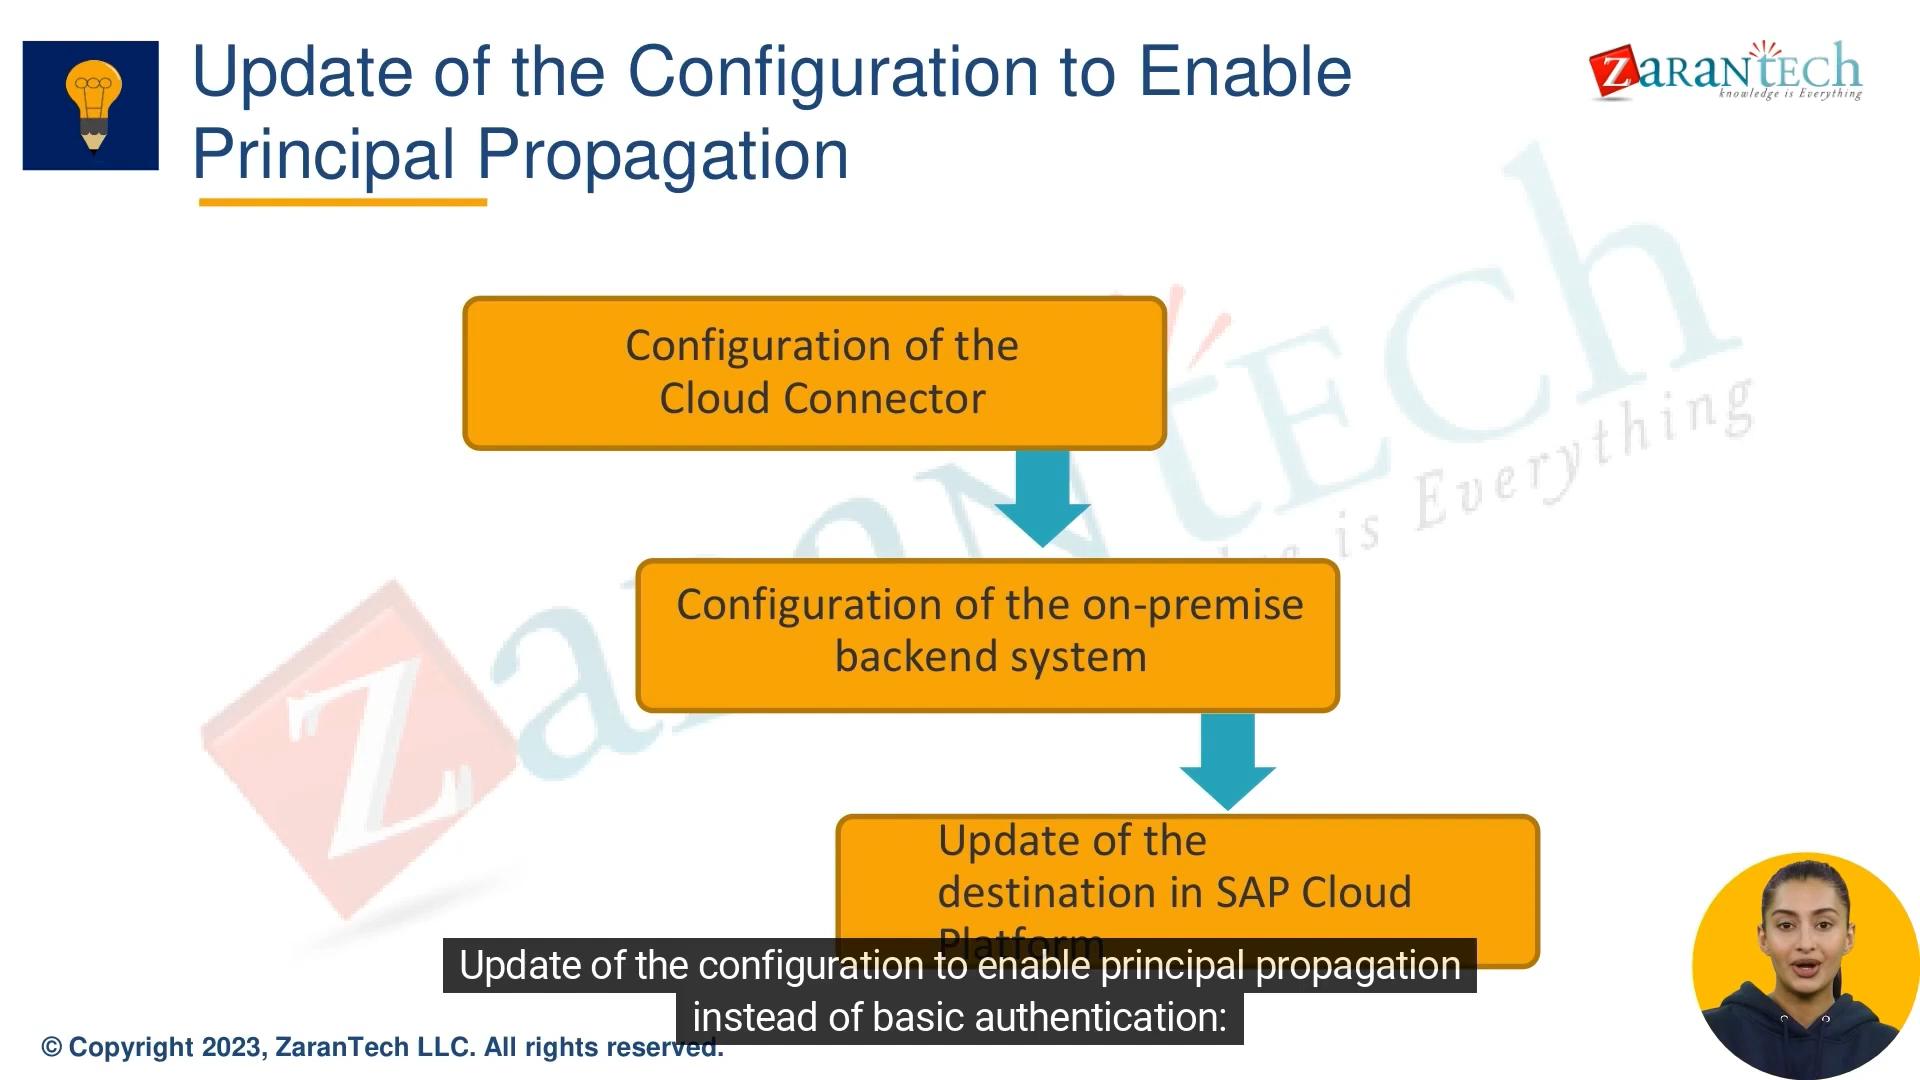 Update of the Configuration to Enable
Principal Propagation
ZaranTech
knowledge is Everything
Configuration of the
Cloud Connector
Configuration of the on-premise
backend system
Update of the
destination in SAP Cloud
Platform
Update of the configuration to enable principal propagation
instead of basic authentication:
© Copyright 2023, ZaranTech LLC. All rights reserved.